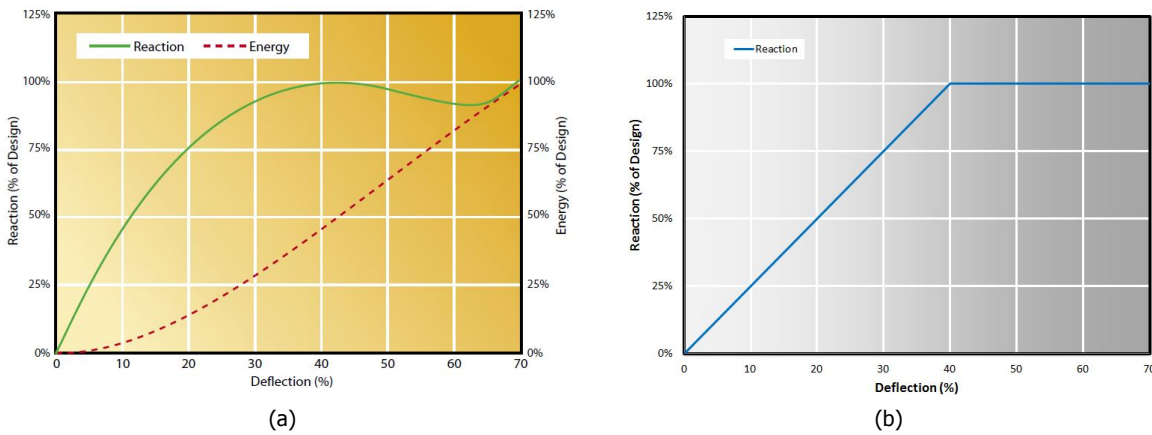 125%
125%
Reaction
Energy
100%
100%
75%
75%
50%
50%
25%
25%
0%
0%
Reaction (% of Design)
Energy (% of Design)
0 10 20 30 40 50 60 70
Deflection (%)
(a)
125%
Reaction
100%
75%
50%
25%
0%
Reaction (% of Design)
0 10 20 30 40 50 60 70
Deflection (%)
(b)